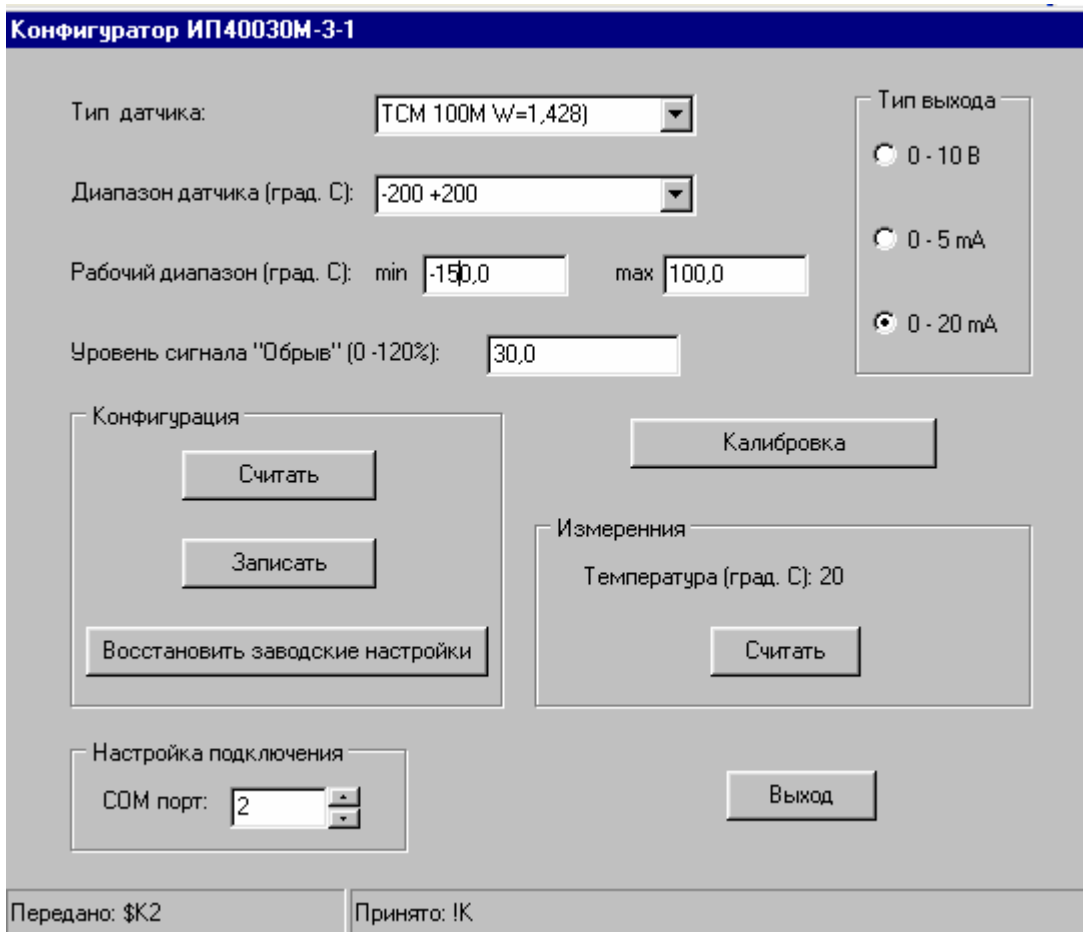 Конфигуратор ИП40030М-3-1
Тип датчика:
ТСМ 100М W=1,428)
Тип выхода
0 - 10 В
0 - 5 mA
0 - 20 mA
Диапазон датчика (град. С):
-200 +200
Рабочий диапазон (град. С): min -150,0 max 100,0
Уровень сигнала "Обрыв" (0 -120%): 30,0
Конфигурация
Считать
Записать
Восстановить заводские настройки
Калибровка
Измеренния
Температура (град. С): 20
Считать
Настройка подключения
COM порт: 2
Выход
Передано: $K2
Принято: !K